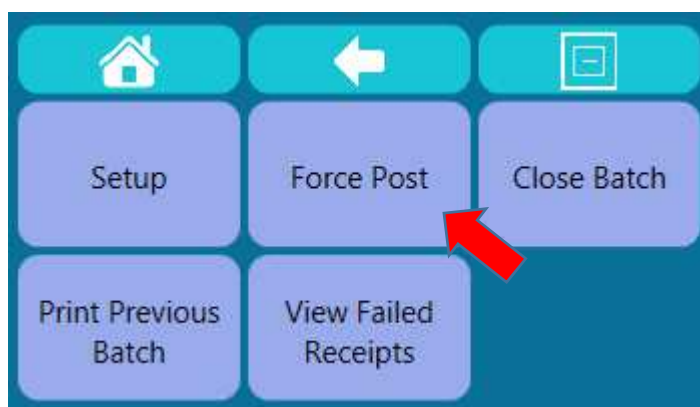 Setup
Force Post
Close Batch
Print Previous
Batch
View Failed
Receipts